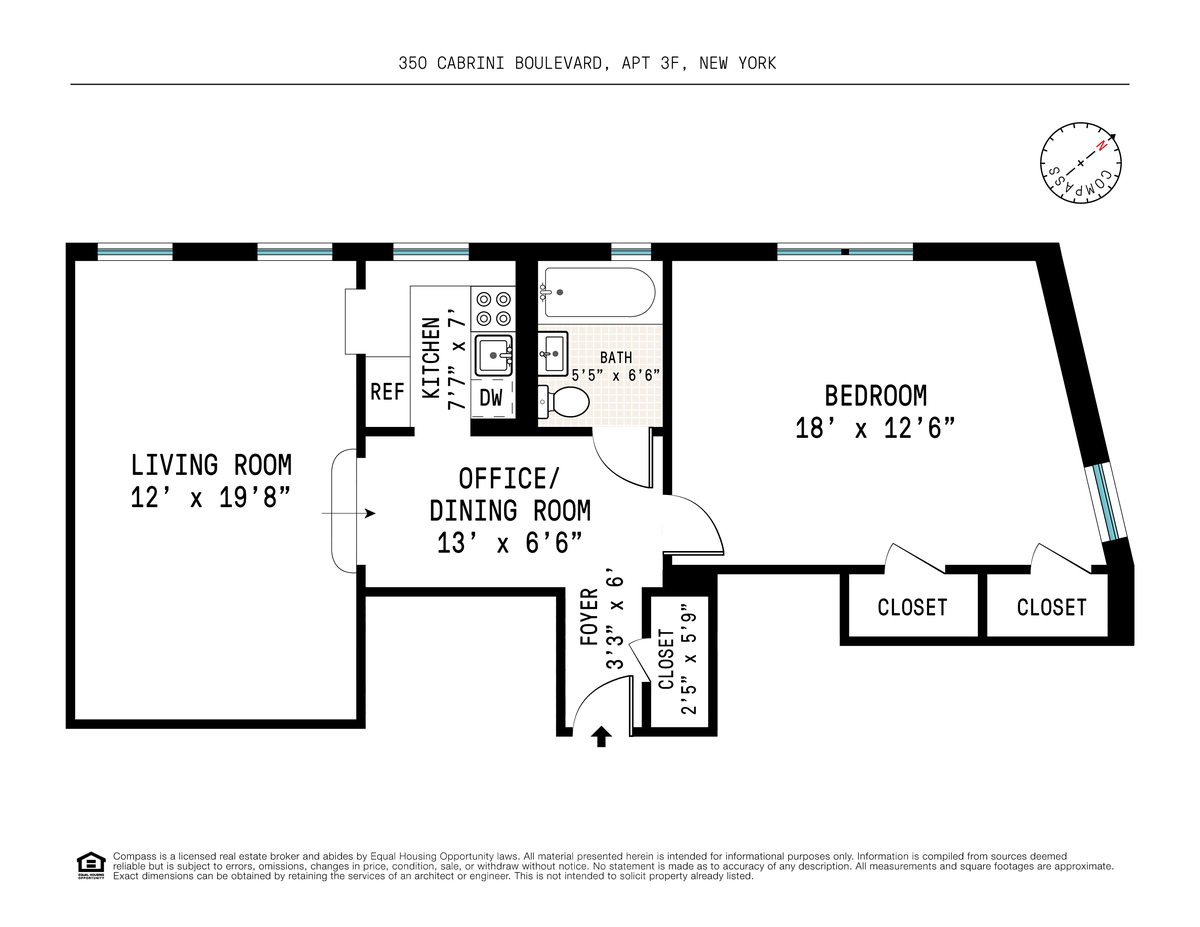 350 CABRINI BOULEVARD, APT 3F, NEW YORK
N
COMPASS
KITCHEN
7’7” x 7’
REF
DW
BATH
5’5” x 6’6”
BEDROOM
18’ x 12’6”
LIVING ROOM
12’ x 19’8”
OFFICE/
DINING ROOM
13’ x 6’6”
FOYER
3’3” x 6’
CLOSET
2’5” x 5’9”
CLOSET
CLOSET
EQUAL HOUSING
OPPORTUNITY
Compass is a licensed real estate broker and abides by Equal Housing Opportunity laws. All material presented herein is intended for informational purposes only. Information is compiled from sources deemed
reliable but is subject to errors, omissions, changes in price, condition, sale, or withdraw without notice. No statement is made as to accuracy of any description. All measurements and square footages are approximate.
Exact dimensions can be obtained by retaining the services of an architect or engineer. This is not intended to solicit property already listed.